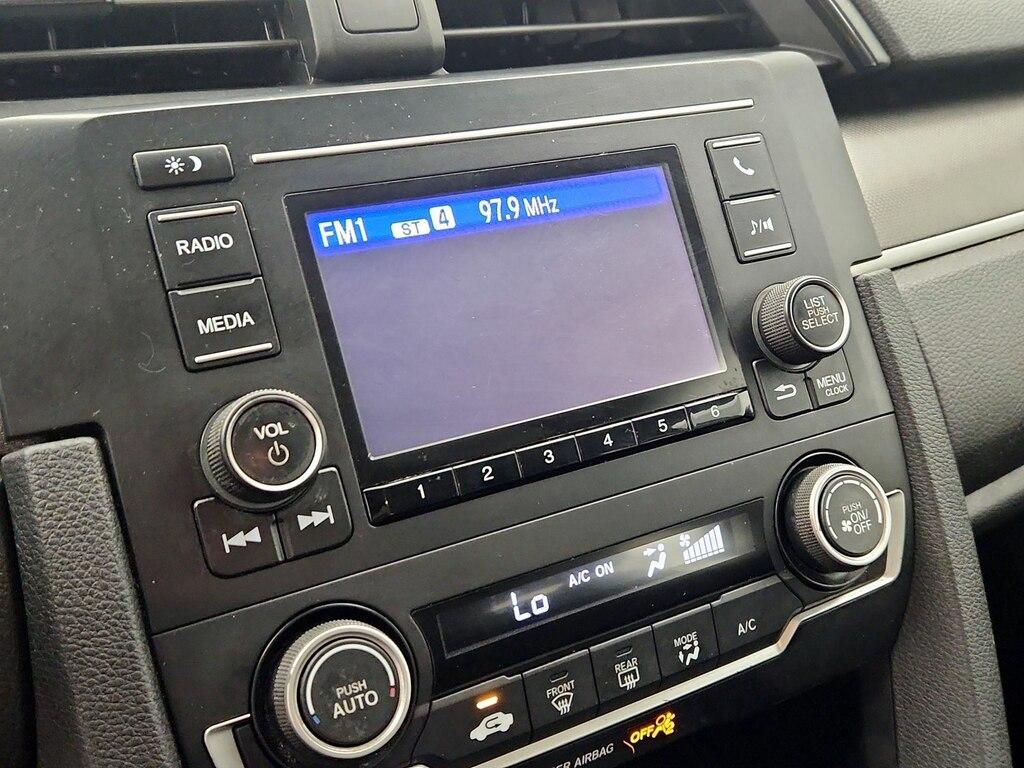 RADIO
MEDIA
VOL
FM1 ST 4 97.9 MHz
1 2 3 4 5 6
LIST
PUSH
SELECT
MENU
CLOCK
PUSH
ON/
OFF
Lo A/C ON
PUSH
AUTO
FRONT
REAR
MODE
A/C
AIRBAG OFF